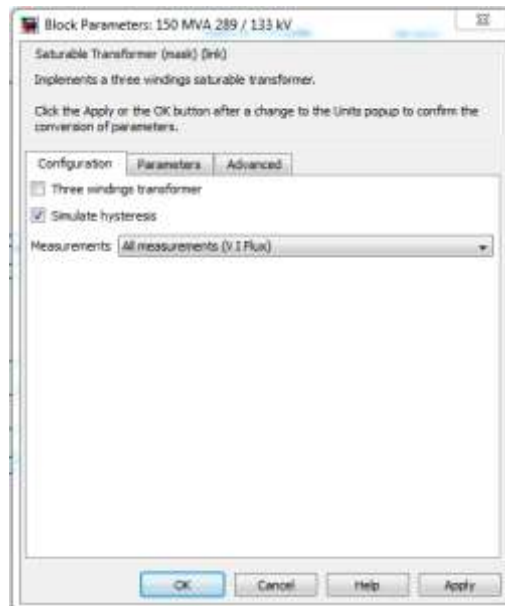 Block Parameters: 150 MVA 289 / 133 kV
Saturable Transformer (mask) (link)
Implements a three windings saturable transformer.
Click the Apply or the OK button after a change to the Units popup to confirm the
conversion of parameters.
Configuration Parameters Advanced
Three windings transformer
Simulate hysteresis
Measurements All measurements (V I Flux)
OK Cancel Help Apply